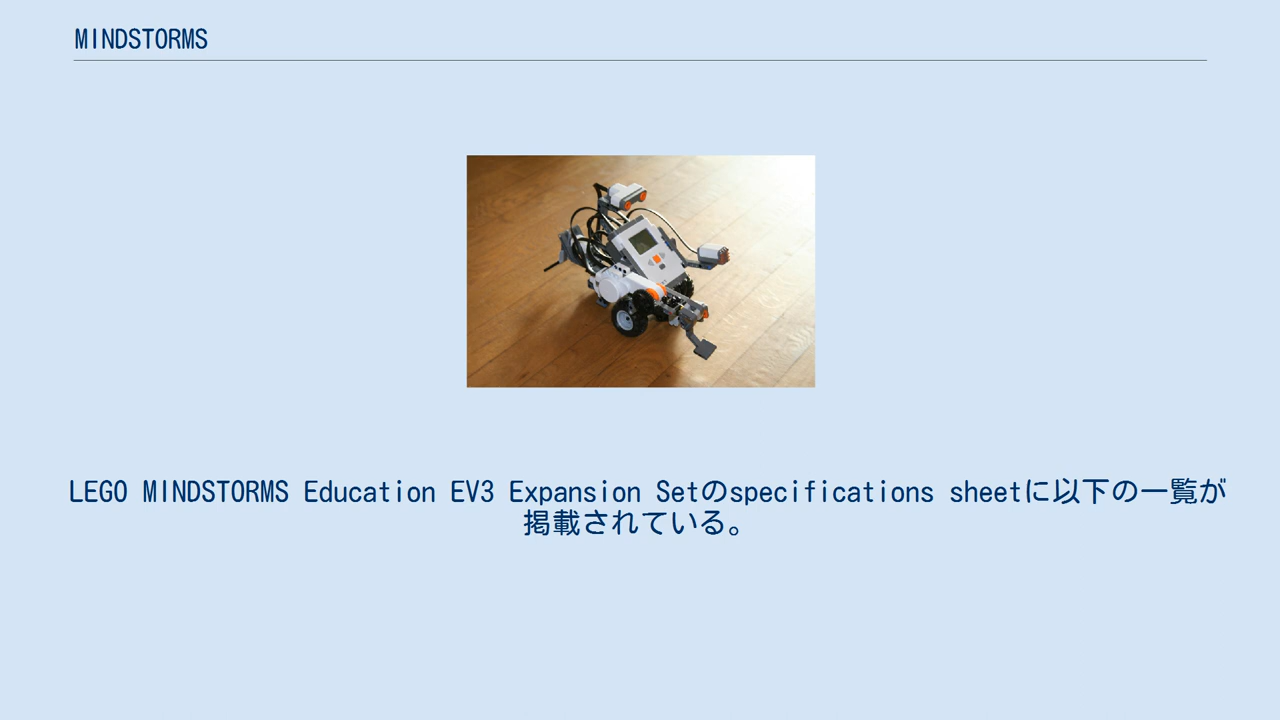 MINDSTORMS
LEGO MINDSTORMS Education EV3 Expansion Setのspecifications sheetに以下の一覧が
掲載されている。